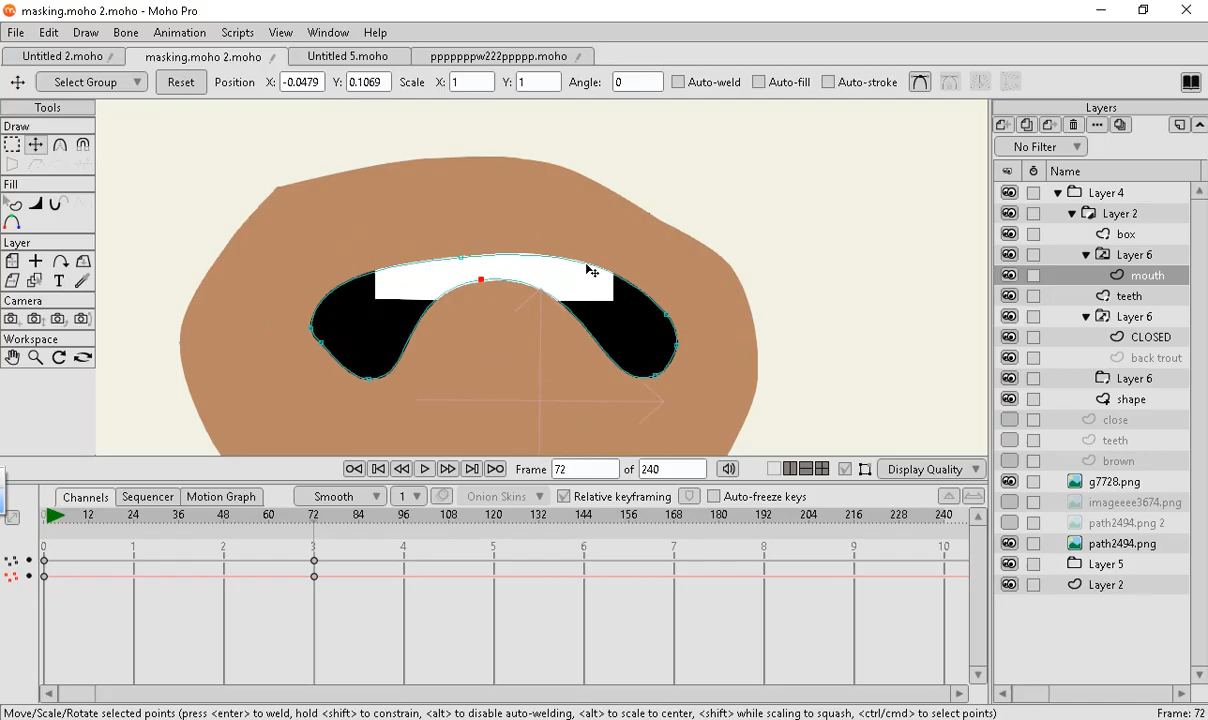 masking.moho 2.moho - Moho Pro
File Edit Draw Bone Animation Scripts View Window Help
Untitled 2.moho masking.moho 2.moho Untitled 5.moho pppppppw222ppppp.moho
Select Group Reset Position X: -0.0479 Y: 0.1069 Scale X: 1 Y: 1 Angle: 0 Auto-weld Auto-fill Auto-stroke
Tools
Draw
Fill
Layer
Camera
Workspace
Layers
No Filter
Name
Layer 4
Layer 2
box
Layer 6
mouth
teeth
Layer 6
CLOSED
back trout
Layer 6
shape
close
teeth
brown
g7728.png
imageeee3674.png
path2494.png 2
path2494.png
Layer 5
Layer 2
Frame 72 of 240 Display Quality
Channels Sequencer Motion Graph Smooth 1 Onion Skins Relative keyframing Auto-freeze keys
0 12 24 36 48 60 72 84 96 108 120 132 144 156 168 180 192 204 216 228 240
0 1 2 3 4 5 6 7 8 9 10
Move/Scale/Rotate selected points (press <enter> to weld, hold <shift> to constrain, <alt> to disable auto-welding, <alt> to scale to center, <shift> while scaling to squash, <ctrl/cmd> to select points) Frame: 72